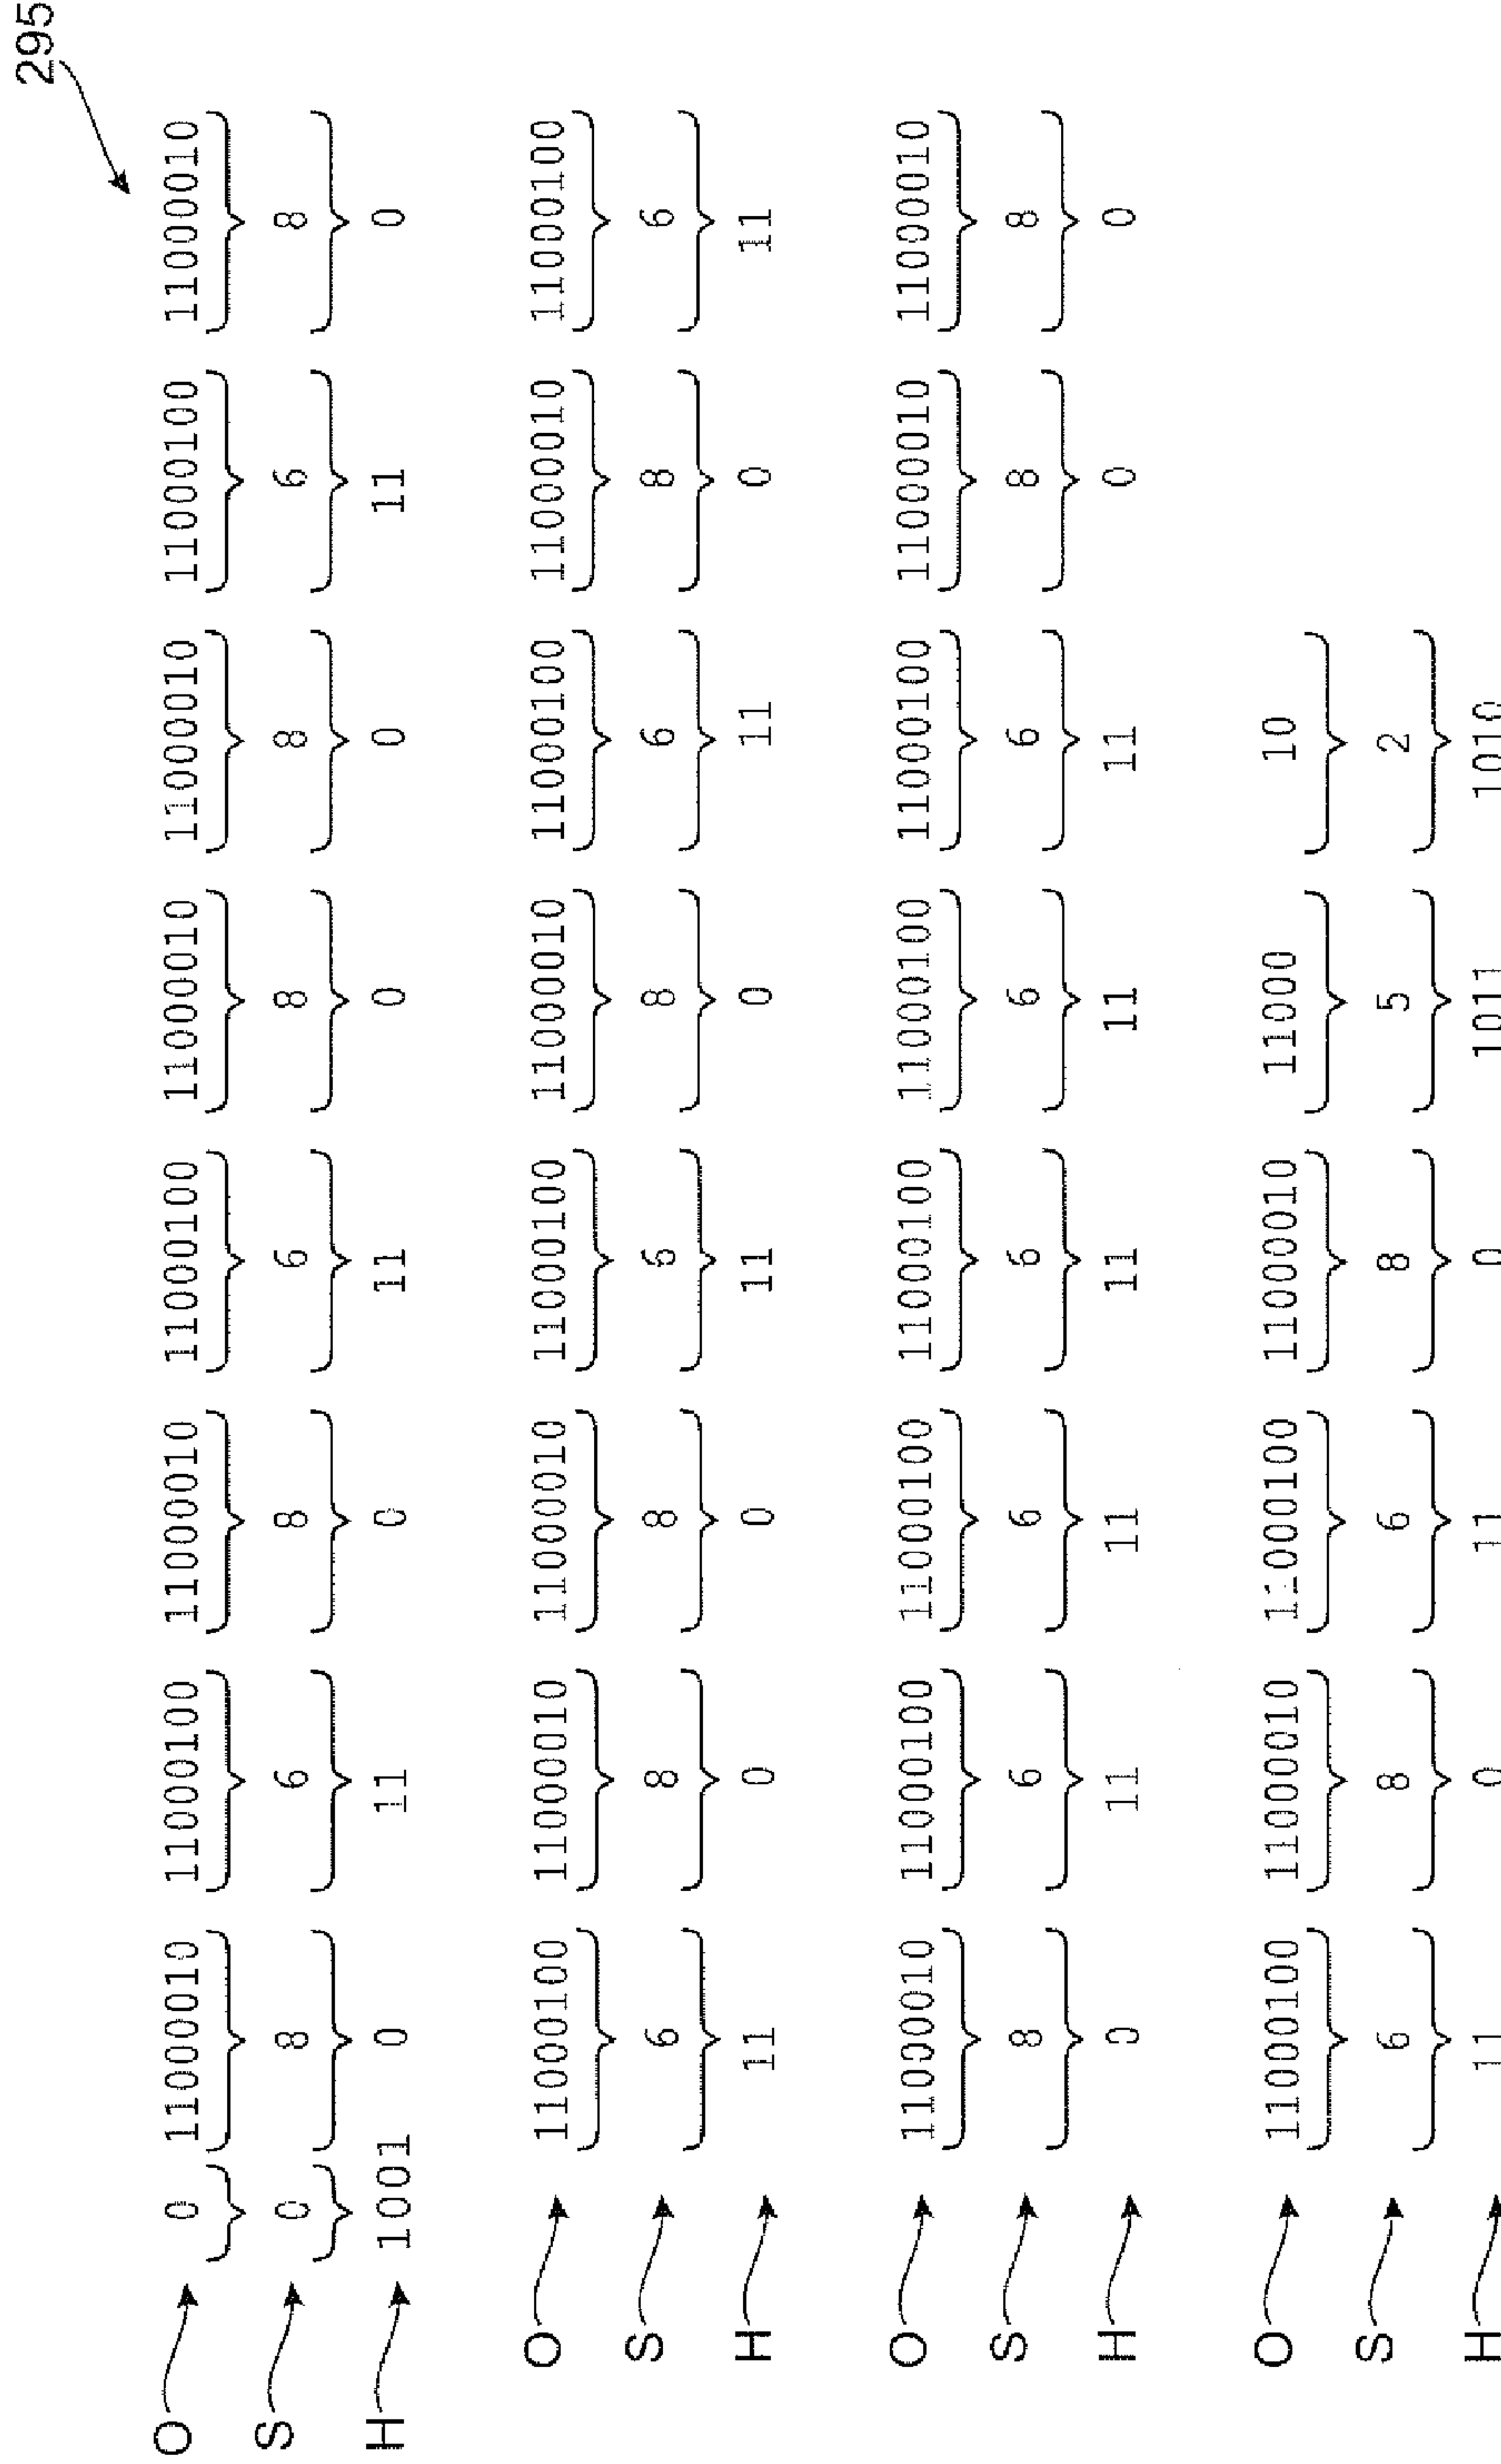 295
O 0 11000010 11000100 11000010 11000100 11000010 11000010 11000100 11000010
S 0 8 6 8 6 8 8 6 8
H 1001 0 11 0 11 0 0 11 0
O 11000100 11000010 11000010 11000100 11000010 11000100 11000010 11000100
S 6 8 8 6 8 6 8 6
H 11 0 0 11 0 11 0 11
O 11000010 11000100 11000100 11000100 11000100 11000100 11000010 11000010
S 8 6 6 6 6 6 8 8
H 0 11 11 11 11 11 0 0
O 11000100 11000010 11000100 11000010 11000 10
S 6 8 6 8 5 2
H 11 0 11 0 1011 1010